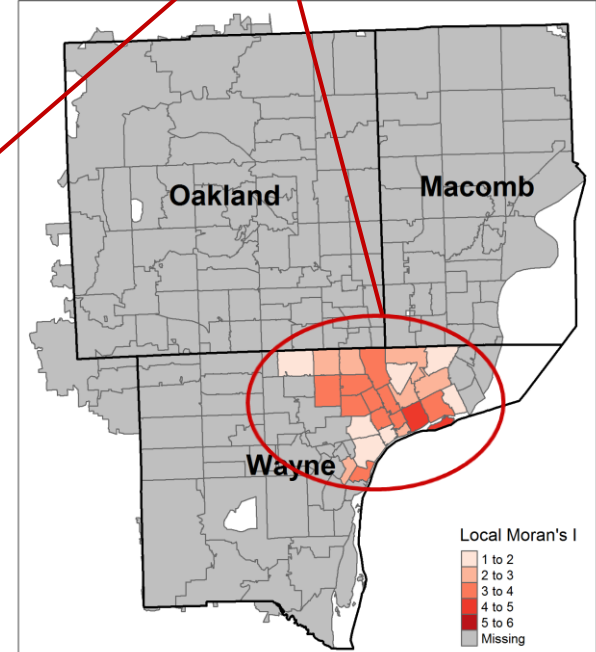 Oakland
Macomb
Wayne
Local Moran's I
1 to 2
2 to 3
3 to 4
4 to 5
5 to 6
Missing